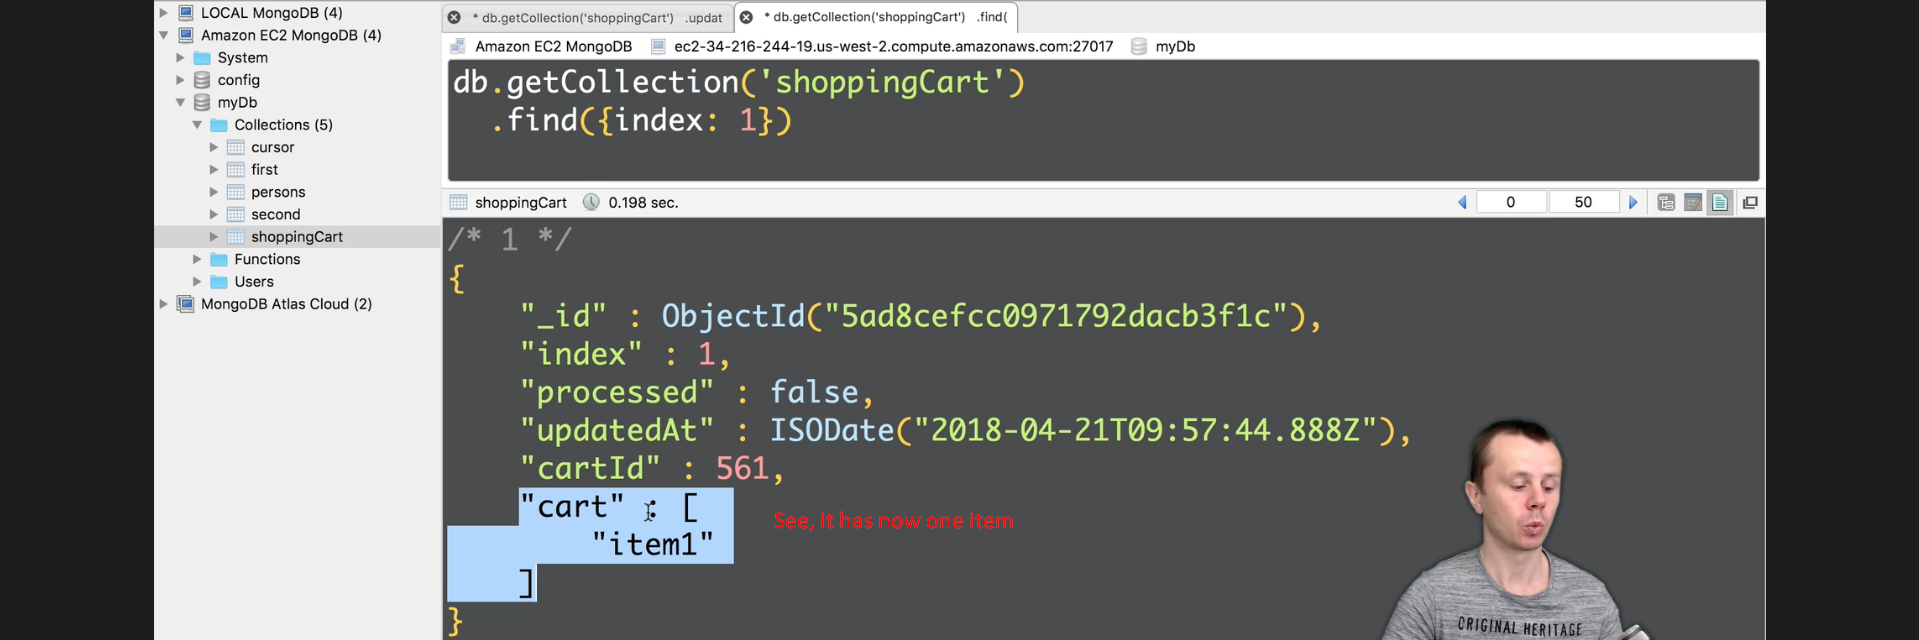 LOCAL MongoDB (4)
Amazon EC2 MongoDB (4)
System
config
myDb
Collections (5)
cursor
first
persons
second
shoppingCart
Functions
Users
MongoDB Atlas Cloud (2)
* db.getCollection('shoppingCart') .updat
* db.getCollection('shoppingCart') .find(
Amazon EC2 MongoDB ec2-34-216-244-19.us-west-2.compute.amazonaws.com:27017 myDb
db.getCollection('shoppingCart')
.find({index: 1})
shoppingCart 0.198 sec. 0 50
/* 1 */
{
"_id" : ObjectId("5ad8cefcc0971792dacb3f1c"),
"index" : 1,
"processed" : false,
"updatedAt" : ISODate("2018-04-21T09:57:44.888Z"),
"cartId" : 561,
"cart" : [
"item1"
]
}
See, it has now one item
ORIGINAL HERITAGE